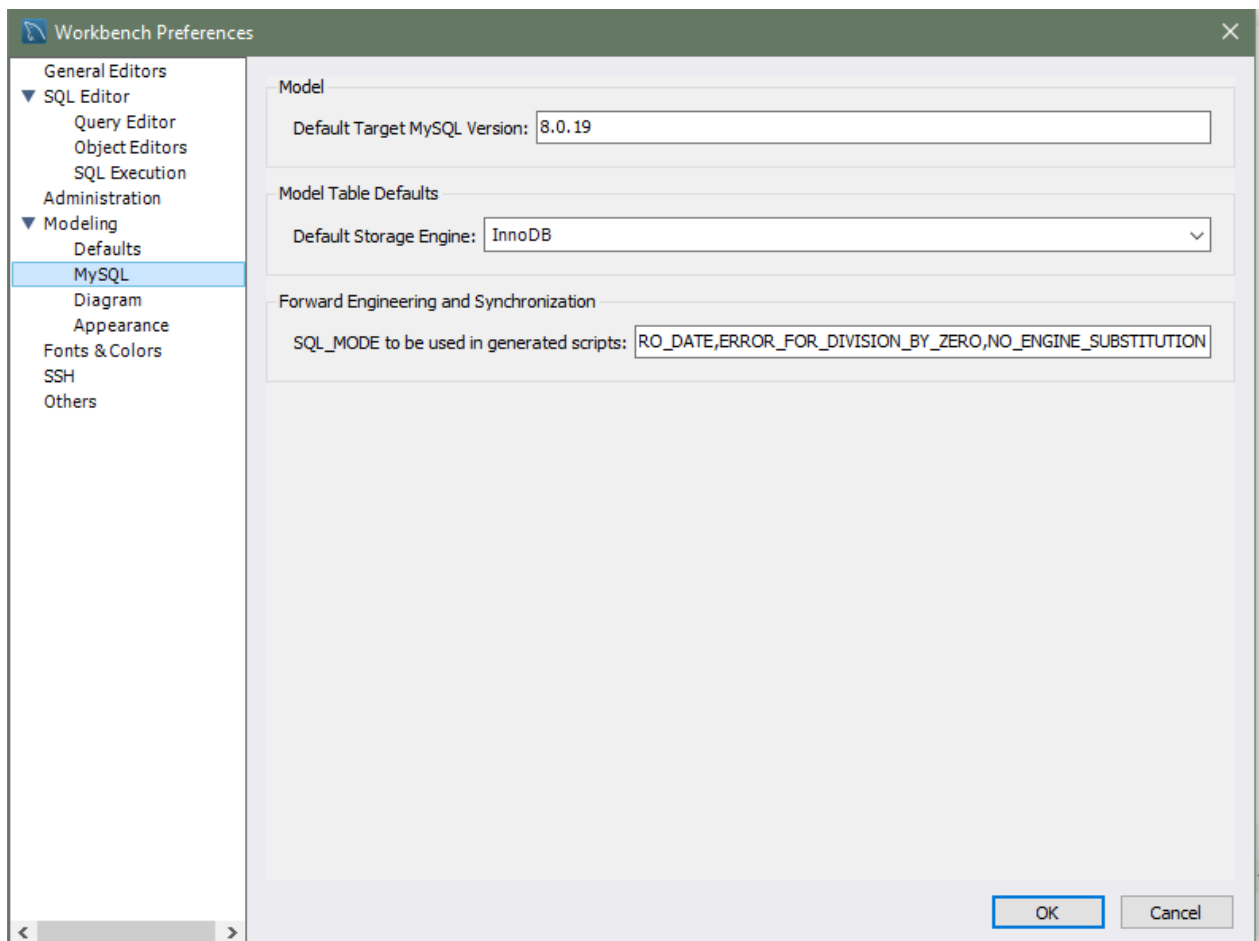 Workbench Preferences
General Editors
SQL Editor
Query Editor
Object Editors
SQL Execution
Administration
Modeling
Defaults
MySQL
Diagram
Appearance
Fonts & Colors
SSH
Others
Model
Default Target MySQL Version: 8.0.19
Model Table Defaults
Default Storage Engine: InnoDB
Forward Engineering and Synchronization
SQL_MODE to be used in generated scripts: RO_DATE,ERROR_FOR_DIVISION_BY_ZERO,NO_ENGINE_SUBSTITUTION
OK Cancel